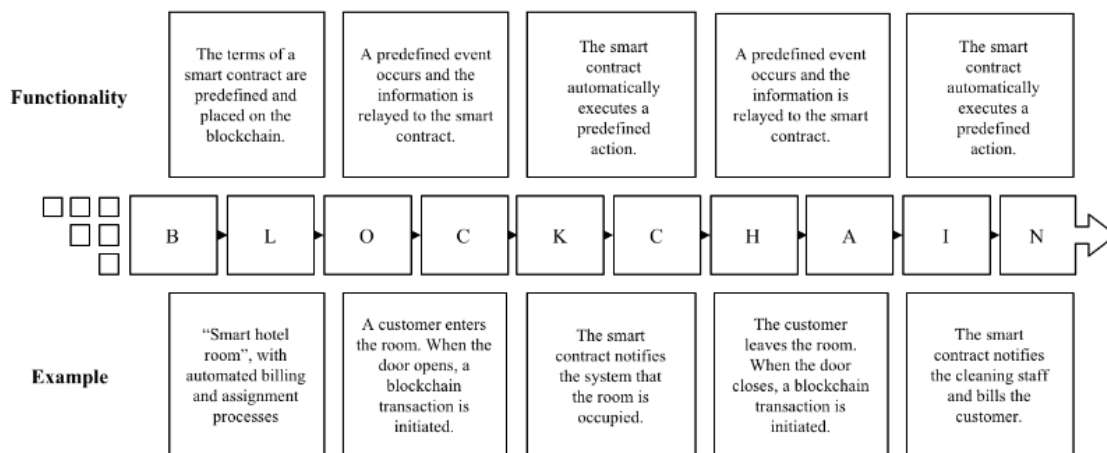 Functionality
The terms of a
smart contract are
predefined and
placed on the
blockchain.
A predefined event
occurs and the
information is
relayed to the smart
contract.
The smart
contract
automatically
executes a
predefined
action.
A predefined event
occurs and the
information is
relayed to the smart
contract.
The smart
contract
automatically
executes a
predefined
action.
B L O C K C H A I N
Example
“Smart hotel
room”, with
automated billing
and assignment
processes
A customer enters
the room. When the
door opens, a
blockchain
transaction is
initiated.
The smart
contract notifies
the system that
the room is
occupied.
The customer
leaves the room.
When the door
closes, a blockchain
transaction is
initiated.
The smart
contract notifies
the cleaning staff
and bills the
customer.